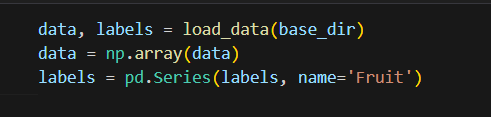 data, labels = load_data(base_dir)
data = np.array(data)
labels = pd.Series(labels, name='Fruit')